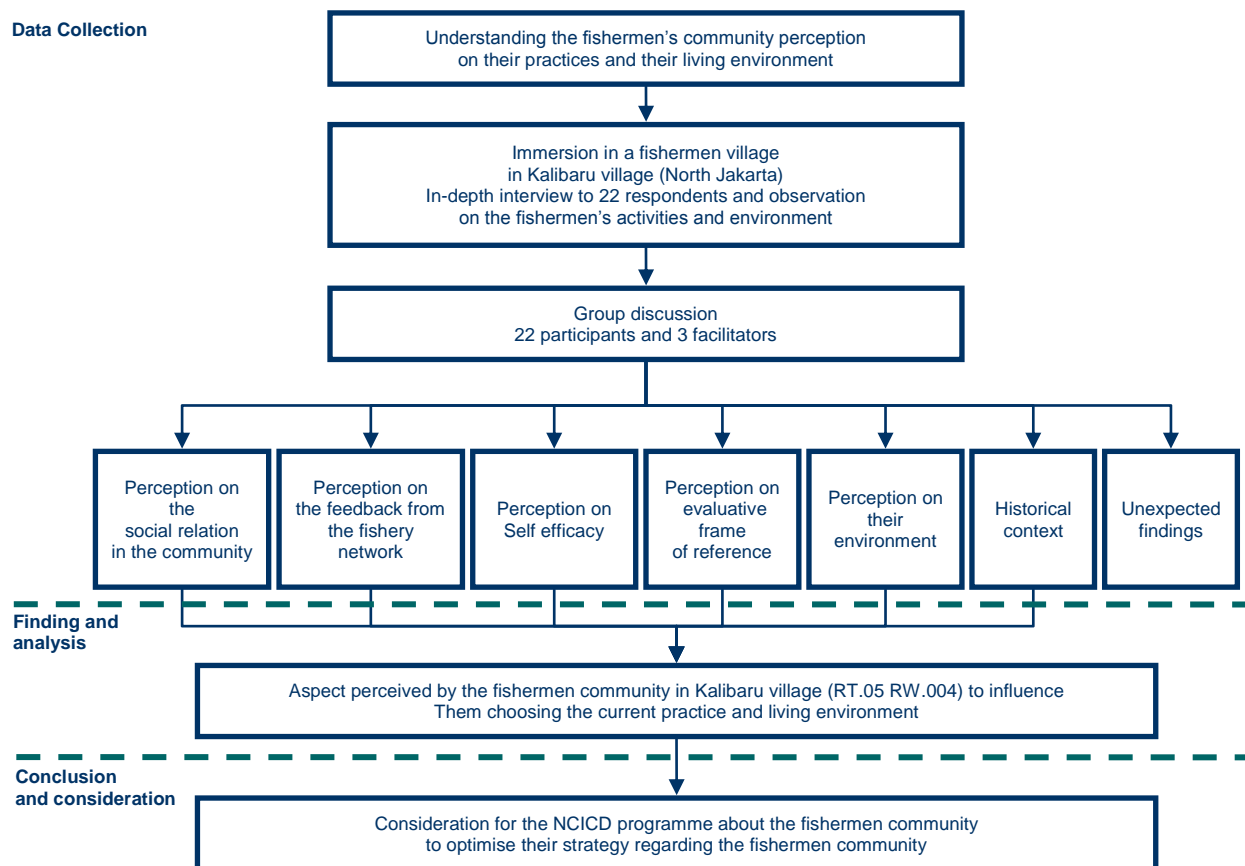 Data Collection
Understanding the fishermen's community perception
on their practices and their living environment
Immersion in a fishermen village
in Kalibaru village (North Jakarta)
In-depth interview to 22 respondents and observation
on the fishermen's activities and environment
Group discussion
22 participants and 3 facilitators
Perception on
the
social relation
in the community
Perception on
the feedback from
the fishery
network
Perception on
Self efficacy
Perception on
evaluative
frame
of reference
Perception on
their
environment
Historical
context
Unexpected
findings
Finding and
analysis
Aspect perceived by the fishermen community in Kalibaru village (RT.05 RW.004) to influence
Them choosing the current practice and living environment
Conclusion
and consideration
Consideration for the NCICD programme about the fishermen community
to optimise their strategy regarding the fishermen community